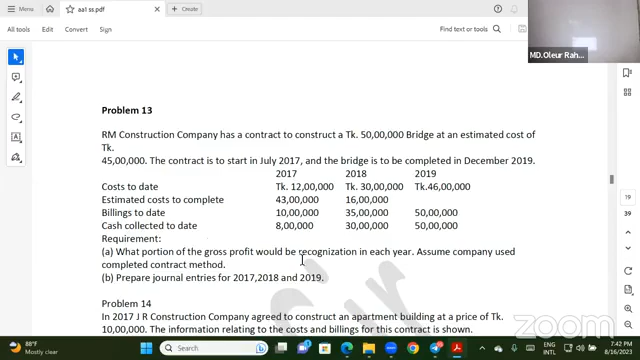 Menu
aa1 ss.pdf
Create
All tools
Edit
Convert
Sign
Find text or tools
MD.Oleur Rah...
Problem 13
RM Construction Company has a contract to construct a Tk. 50,00,000 Bridge at an estimated cost of
Tk.
45,00,000. The contract is to start in July 2017, and the bridge is to be completed in December 2019.
2017 2018 2019
Costs to date Tk. 12,00,000 Tk. 30,00,000 Tk.46,00,000
Estimated costs to complete 43,00,000 16,00,000
Billings to date 10,00,000 35,00,000 50,00,000
Cash collected to date 8,00,000 30,00,000 50,00,000
Requirement:
(a) What portion of the gross profit would be recognization in each year. Assume company used
completed contract method.
(b) Prepare journal entries for 2017,2018 and 2019.
Problem 14
In 2017 J R Construction Company agreed to construct an apartment building at a price of Tk.
10,00,000. The information relating to the costs and billings for this contract is shown.
19
39
zoom
88°F
Mostly clear
Search
ENG
INTL
7:42 PM
8/16/2023